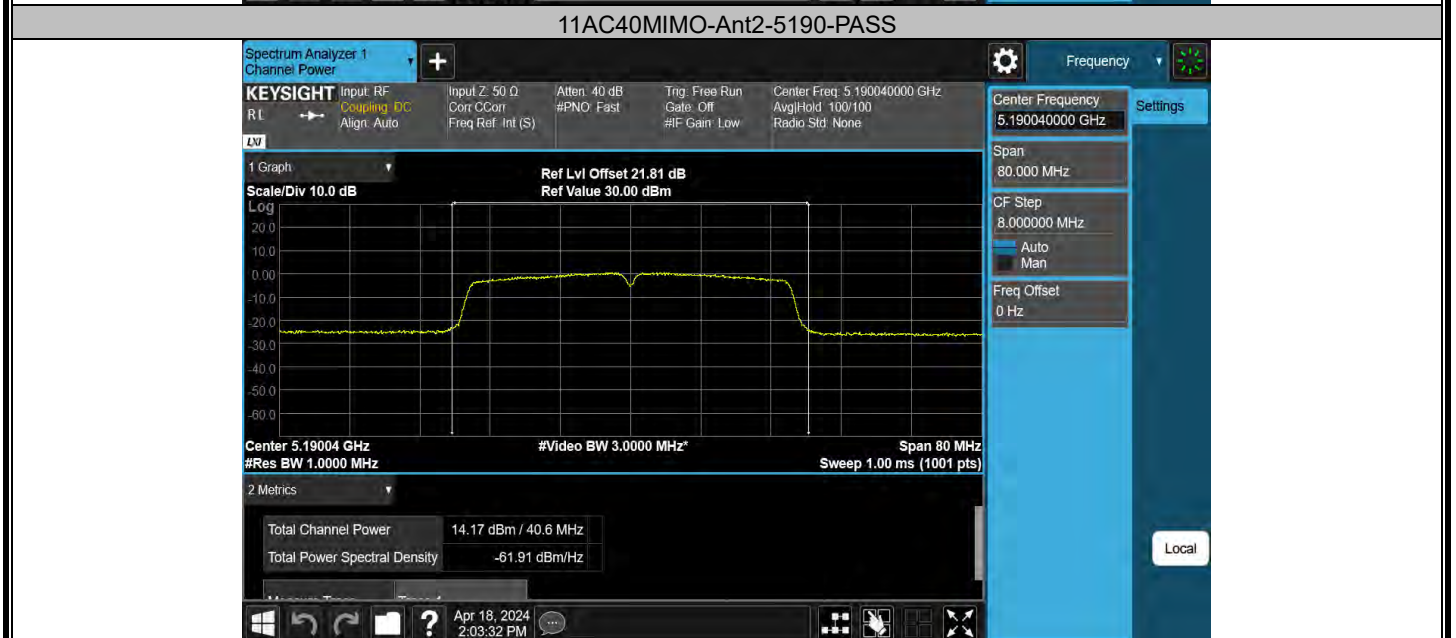 11AC40MIMO-Ant2-5190-PASS
Spectrum Analyzer 1
Channel Power
+
Frequency
KEYSIGHT Input: RF
Coupling: DC
Align: Auto
R L
LXI
Input Z: 50 Ω
Corr CCorr
Freq Ref: Int (S)
Atten: 40 dB
#PNO: Fast
Trig: Free Run
Gate: Off
#IF Gain: Low
Center Freq: 5.190040000 GHz
Avg|Hold: 100/100
Radio Std: None
Center Frequency
5.190040000 GHz
Settings
Span
80.000 MHz
CF Step
8.000000 MHz
Auto
Man
Freq Offset
0 Hz
1 Graph
Scale/Div 10.0 dB
Ref Lvl Offset 21.81 dB
Ref Value 30.00 dBm
Log
20.0
10.0
0.00
-10.0
-20.0
-30.0
-40.0
-50.0
-60.0
Center 5.19004 GHz
#Res BW 1.0000 MHz
#Video BW 3.0000 MHz*
Span 80 MHz
Sweep 1.00 ms (1001 pts)
2 Metrics
Total Channel Power 14.17 dBm / 40.6 MHz
Total Power Spectral Density -61.91 dBm/Hz
Local
?
Apr 18, 2024
2:03:32 PM